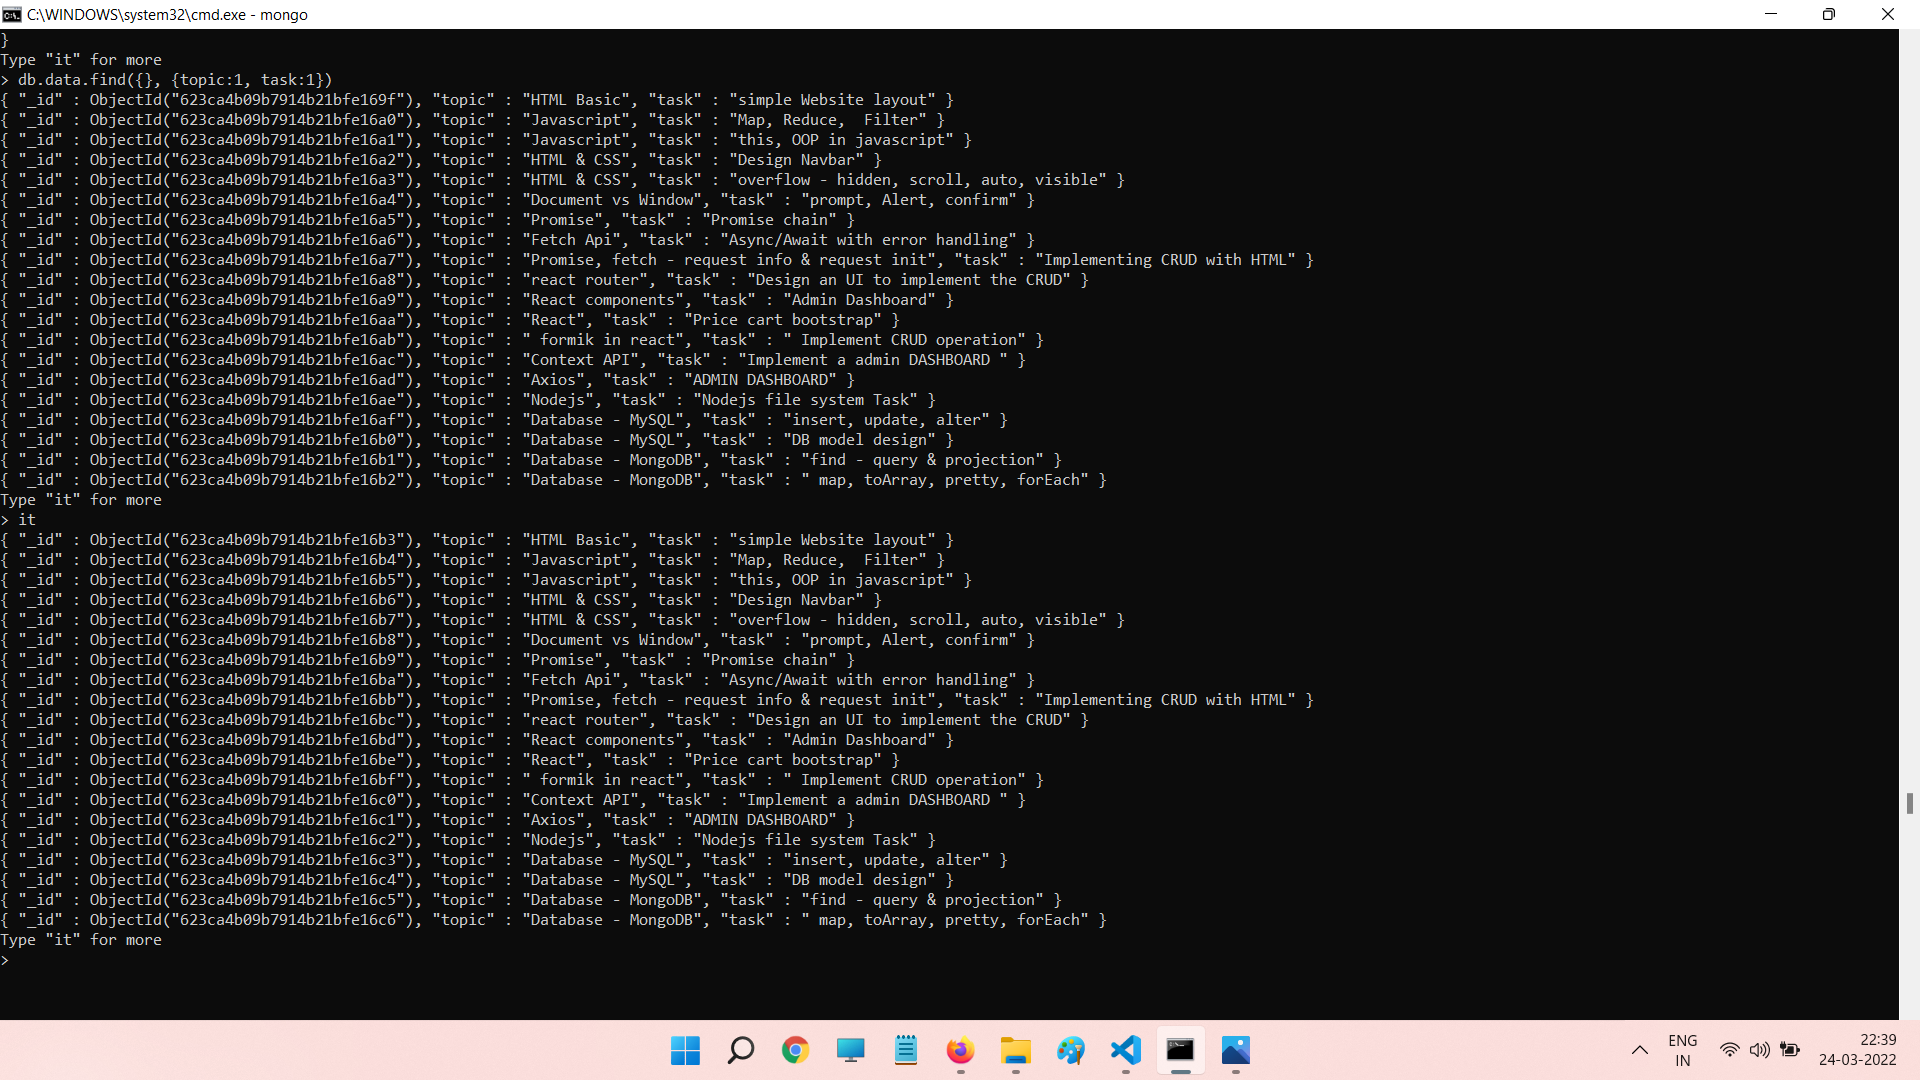 C:\WINDOWS\system32\cmd.exe - mongo
}
Type "it" for more
> db.data.find({}, {topic:1, task:1})
{ "_id" : ObjectId("623ca4b09b7914b21bfe169f"), "topic" : "HTML Basic", "task" : "simple Website layout" }
{ "_id" : ObjectId("623ca4b09b7914b21bfe16a0"), "topic" : "Javascript", "task" : "Map, Reduce,  Filter" }
{ "_id" : ObjectId("623ca4b09b7914b21bfe16a1"), "topic" : "Javascript", "task" : "this, OOP in javascript" }
{ "_id" : ObjectId("623ca4b09b7914b21bfe16a2"), "topic" : "HTML & CSS", "task" : "Design Navbar" }
{ "_id" : ObjectId("623ca4b09b7914b21bfe16a3"), "topic" : "HTML & CSS", "task" : "overflow - hidden, scroll, auto, visible" }
{ "_id" : ObjectId("623ca4b09b7914b21bfe16a4"), "topic" : "Document vs Window", "task" : "prompt, Alert, confirm" }
{ "_id" : ObjectId("623ca4b09b7914b21bfe16a5"), "topic" : "Promise", "task" : "Promise chain" }
{ "_id" : ObjectId("623ca4b09b7914b21bfe16a6"), "topic" : "Fetch Api", "task" : "Async/Await with error handling" }
{ "_id" : ObjectId("623ca4b09b7914b21bfe16a7"), "topic" : "Promise, fetch - request info & request init", "task" : "Implementing CRUD with HTML" }
{ "_id" : ObjectId("623ca4b09b7914b21bfe16a8"), "topic" : "react router", "task" : "Design an UI to implement the CRUD" }
{ "_id" : ObjectId("623ca4b09b7914b21bfe16a9"), "topic" : "React components", "task" : "Admin Dashboard" }
{ "_id" : ObjectId("623ca4b09b7914b21bfe16aa"), "topic" : "React", "task" : "Price cart bootstrap" }
{ "_id" : ObjectId("623ca4b09b7914b21bfe16ab"), "topic" : " formik in react", "task" : " Implement CRUD operation" }
{ "_id" : ObjectId("623ca4b09b7914b21bfe16ac"), "topic" : "Context API", "task" : "Implement a admin DASHBOARD " }
{ "_id" : ObjectId("623ca4b09b7914b21bfe16ad"), "topic" : "Axios", "task" : "ADMIN DASHBOARD" }
{ "_id" : ObjectId("623ca4b09b7914b21bfe16ae"), "topic" : "Nodejs", "task" : "Nodejs file system Task" }
{ "_id" : ObjectId("623ca4b09b7914b21bfe16af"), "topic" : "Database - MySQL", "task" : "insert, update, alter" }
{ "_id" : ObjectId("623ca4b09b7914b21bfe16b0"), "topic" : "Database - MySQL", "task" : "DB model design" }
{ "_id" : ObjectId("623ca4b09b7914b21bfe16b1"), "topic" : "Database - MongoDB", "task" : "find - query & projection" }
{ "_id" : ObjectId("623ca4b09b7914b21bfe16b2"), "topic" : "Database - MongoDB", "task" : " map, toArray, pretty, forEach" }
Type "it" for more
> it
{ "_id" : ObjectId("623ca4b09b7914b21bfe16b3"), "topic" : "HTML Basic", "task" : "simple Website layout" }
{ "_id" : ObjectId("623ca4b09b7914b21bfe16b4"), "topic" : "Javascript", "task" : "Map, Reduce,  Filter" }
{ "_id" : ObjectId("623ca4b09b7914b21bfe16b5"), "topic" : "Javascript", "task" : "this, OOP in javascript" }
{ "_id" : ObjectId("623ca4b09b7914b21bfe16b6"), "topic" : "HTML & CSS", "task" : "Design Navbar" }
{ "_id" : ObjectId("623ca4b09b7914b21bfe16b7"), "topic" : "HTML & CSS", "task" : "overflow - hidden, scroll, auto, visible" }
{ "_id" : ObjectId("623ca4b09b7914b21bfe16b8"), "topic" : "Document vs Window", "task" : "prompt, Alert, confirm" }
{ "_id" : ObjectId("623ca4b09b7914b21bfe16b9"), "topic" : "Promise", "task" : "Promise chain" }
{ "_id" : ObjectId("623ca4b09b7914b21bfe16ba"), "topic" : "Fetch Api", "task" : "Async/Await with error handling" }
{ "_id" : ObjectId("623ca4b09b7914b21bfe16bb"), "topic" : "Promise, fetch - request info & request init", "task" : "Implementing CRUD with HTML" }
{ "_id" : ObjectId("623ca4b09b7914b21bfe16bc"), "topic" : "react router", "task" : "Design an UI to implement the CRUD" }
{ "_id" : ObjectId("623ca4b09b7914b21bfe16bd"), "topic" : "React components", "task" : "Admin Dashboard" }
{ "_id" : ObjectId("623ca4b09b7914b21bfe16be"), "topic" : "React", "task" : "Price cart bootstrap" }
{ "_id" : ObjectId("623ca4b09b7914b21bfe16bf"), "topic" : " formik in react", "task" : " Implement CRUD operation" }
{ "_id" : ObjectId("623ca4b09b7914b21bfe16c0"), "topic" : "Context API", "task" : "Implement a admin DASHBOARD " }
{ "_id" : ObjectId("623ca4b09b7914b21bfe16c1"), "topic" : "Axios", "task" : "ADMIN DASHBOARD" }
{ "_id" : ObjectId("623ca4b09b7914b21bfe16c2"), "topic" : "Nodejs", "task" : "Nodejs file system Task" }
{ "_id" : ObjectId("623ca4b09b7914b21bfe16c3"), "topic" : "Database - MySQL", "task" : "insert, update, alter" }
{ "_id" : ObjectId("623ca4b09b7914b21bfe16c4"), "topic" : "Database - MySQL", "task" : "DB model design" }
{ "_id" : ObjectId("623ca4b09b7914b21bfe16c5"), "topic" : "Database - MongoDB", "task" : "find - query & projection" }
{ "_id" : ObjectId("623ca4b09b7914b21bfe16c6"), "topic" : "Database - MongoDB", "task" : " map, toArray, pretty, forEach" }
Type "it" for more
>
ENG
IN
22:39
24-03-2022